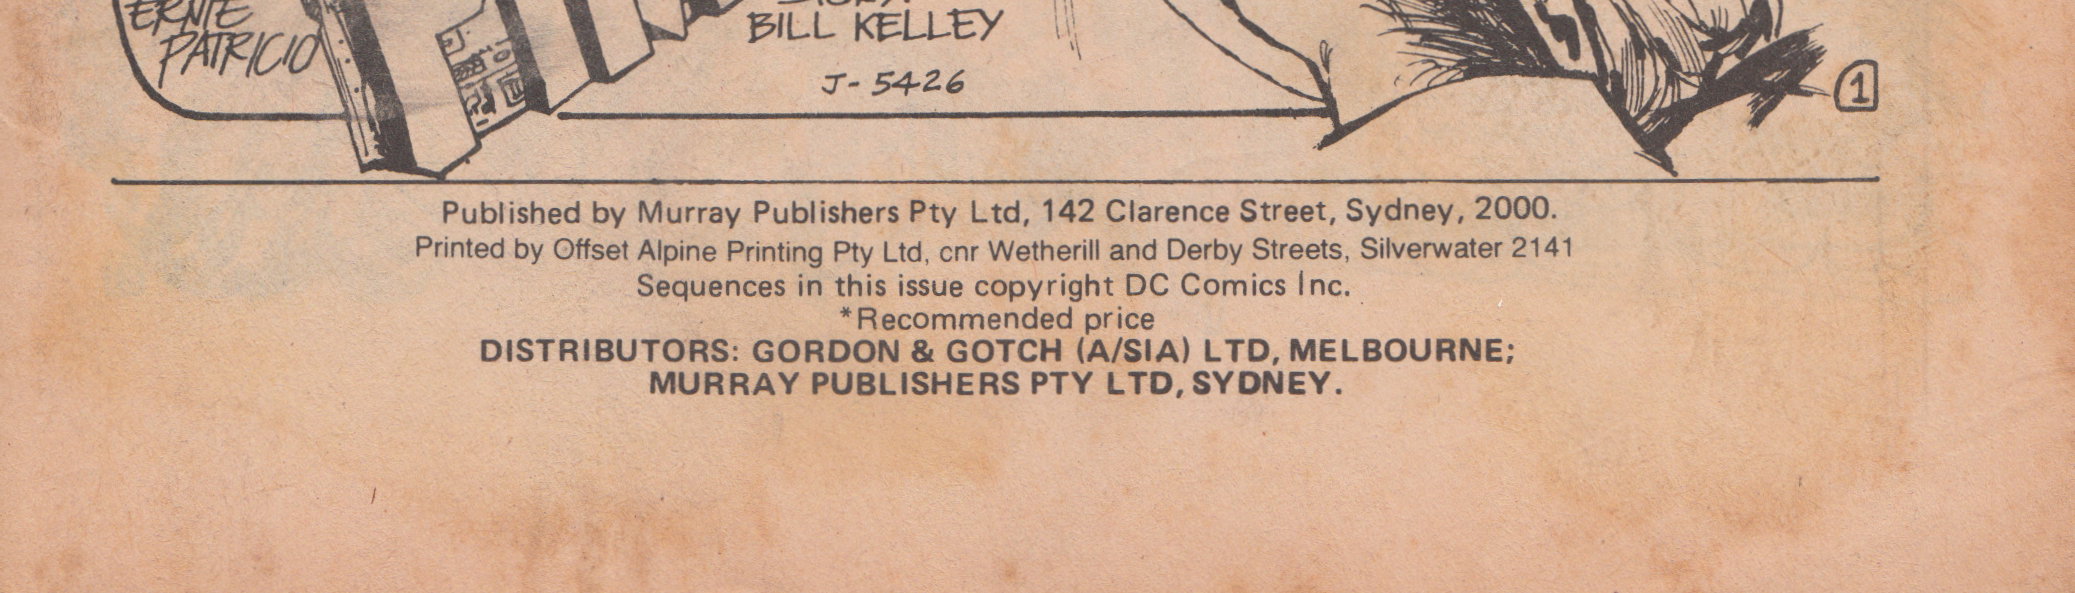 ERNIE
PATRICIO
STORY:
BILL KELLEY
J-5426
1
Published by Murray Publishers Pty Ltd, 142 Clarence Street, Sydney, 2000.
Printed by Offset Alpine Printing Pty Ltd, cnr Wetherill and Derby Streets, Silverwater 2141
Sequences in this issue copyright DC Comics Inc.
*Recommended price
DISTRIBUTORS: GORDON & GOTCH (A/SIA) LTD, MELBOURNE;
MURRAY PUBLISHERS PTY LTD, SYDNEY.